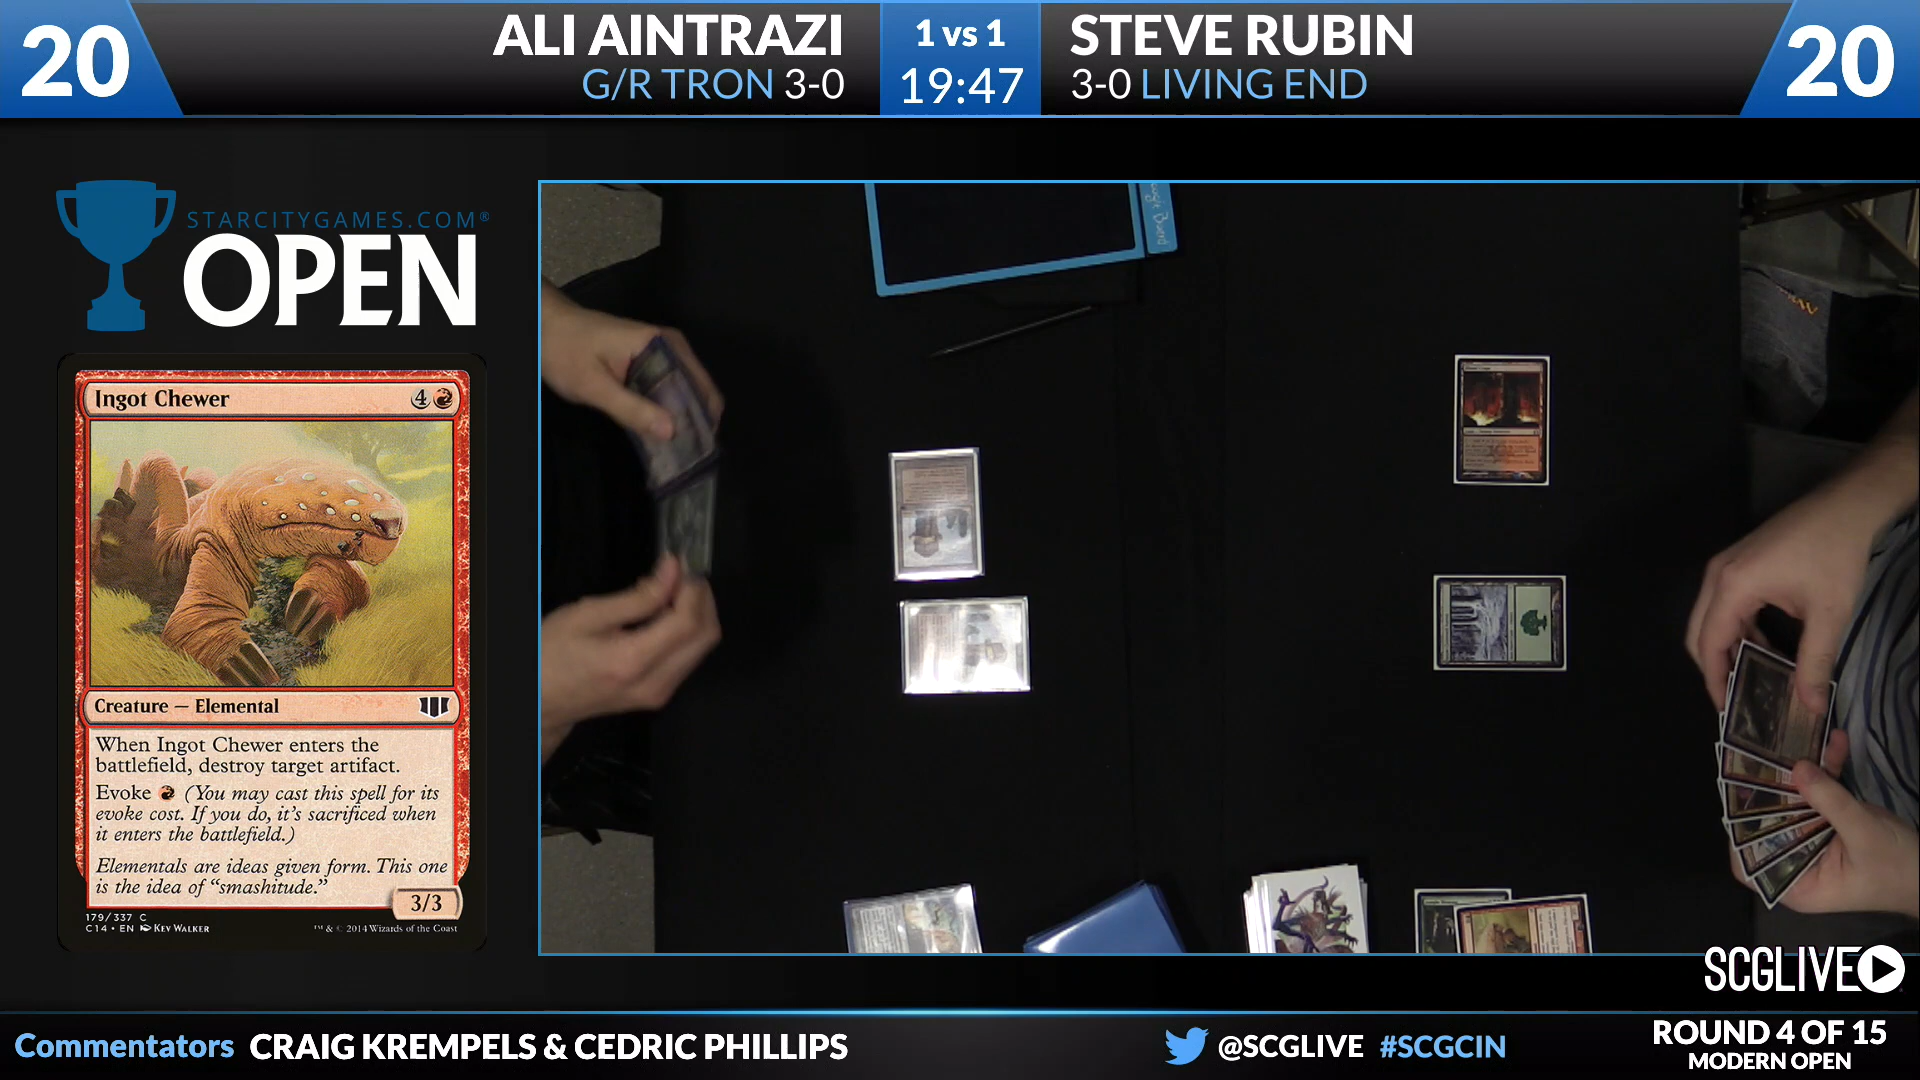 20
ALI AINTRAZI
G/R TRON 3-0
1 vs 1
19:47
STEVE RUBIN
3-0 LIVING END
20
STARCITYGAMES.COM®
OPEN
Ingot Chewer 4
Creature — Elemental
When Ingot Chewer enters the
battlefield, destroy target artifact.
Evoke (You may cast this spell for its
evoke cost. If you do, it's sacrificed when
it enters the battlefield.)
Elementals are ideas given form. This one
is the idea of “smashitude.”
3/3
179/337 C
C14 • EN KEV WALKER
™ & © 2014 Wizards of the Coast
SCGLIVE
Commentators CRAIG KREMPELS & CEDRIC PHILLIPS
@SCGLIVE #SCGCIN
ROUND 4 OF 15
MODERN OPEN